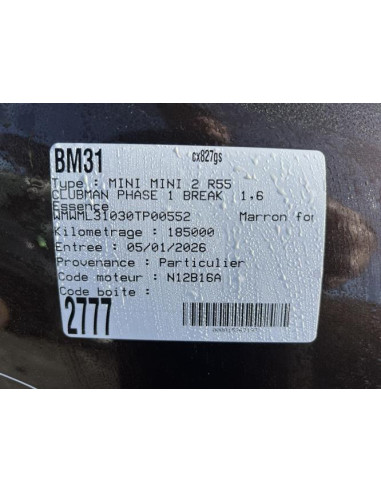 BM31 cx827gs
Type : MINI MINI 2 R55
CLUBMAN PHASE 1 BREAK 1.6
Essence
WMWML31030TP00552 Marron fon
Kilometrage : 185000
Entree : 05/01/2026
Provenance : Particulier
Code moteur : N12B16A
Code boite :
2777